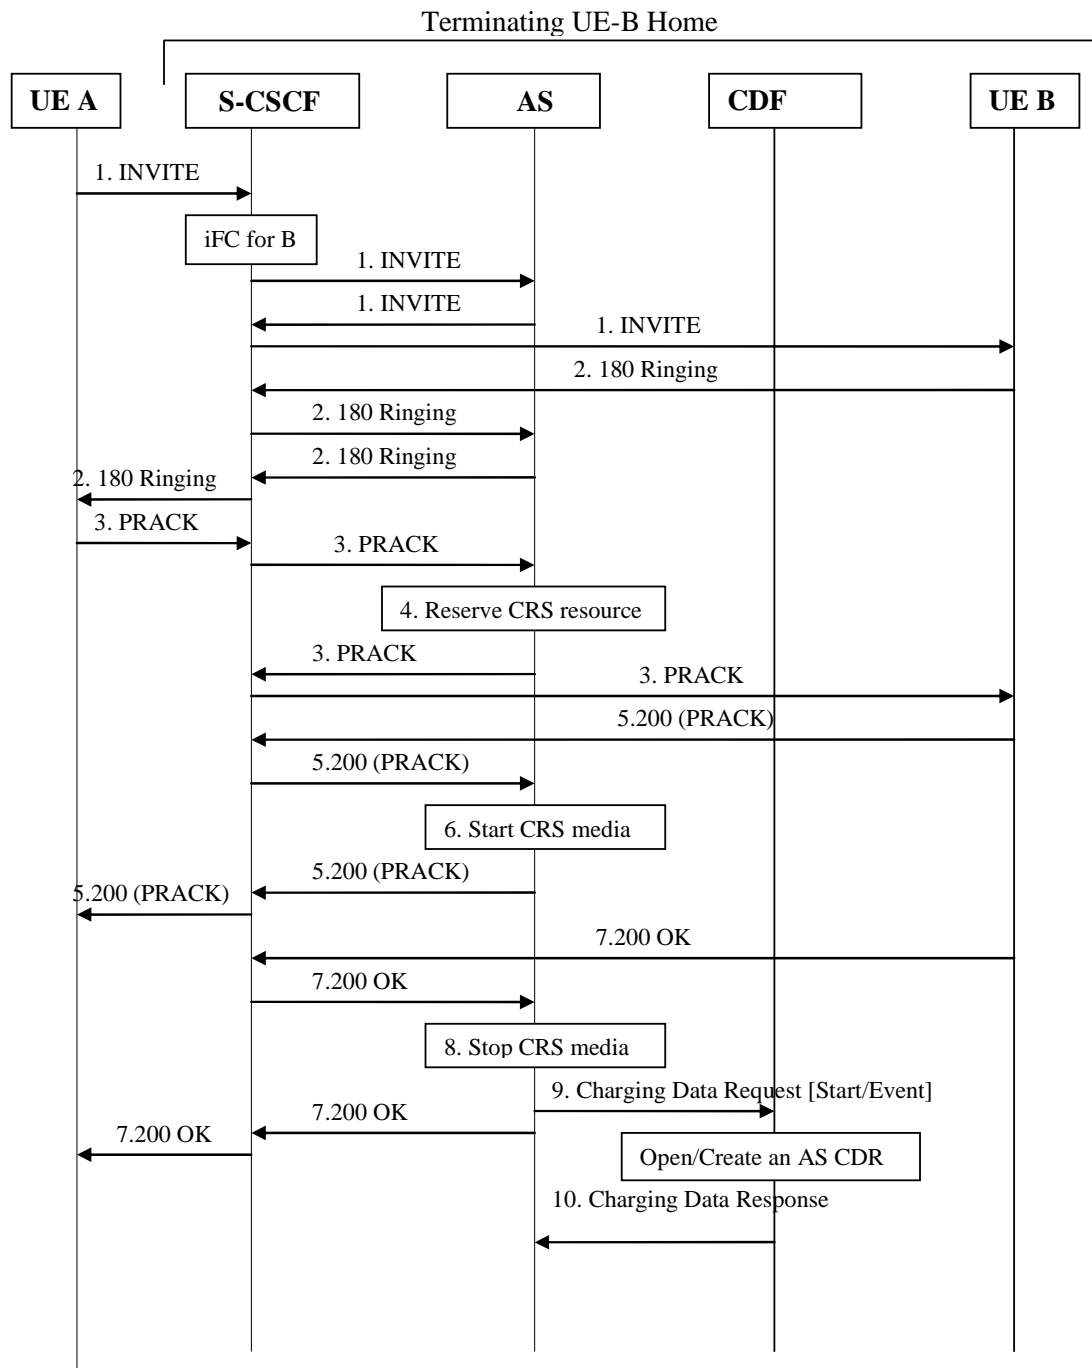 Terminating UE-B Home
UE A
S-CSCF
AS
CDF
UE B
1. INVITE
iFC for B
1. INVITE
1. INVITE
1. INVITE
2. 180 Ringing
2. 180 Ringing
2. 180 Ringing
2. 180 Ringing
3. PRACK
3. PRACK
4. Reserve CRS resource
3. PRACK
3. PRACK
5.200 (PRACK)
5.200 (PRACK)
6. Start CRS media
5.200 (PRACK)
5.200 (PRACK)
7.200 OK
7.200 OK
8. Stop CRS media
9. Charging Data Request [Start/Event]
7.200 OK
7.200 OK
Open/Create an AS CDR
10. Charging Data Response